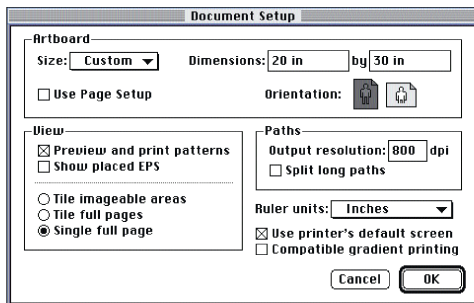 Document Setup
Artboard
Size: Custom Dimensions: 20 in by 30 in
Use Page Setup Orientation:
View
Preview and print patterns
Show placed EPS
Tile imageable areas
Tile full pages
Single full page
Paths
Output resolution: 800 dpi
Split long paths
Ruler units: Inches
Use printer's default screen
Compatible gradient printing
Cancel OK